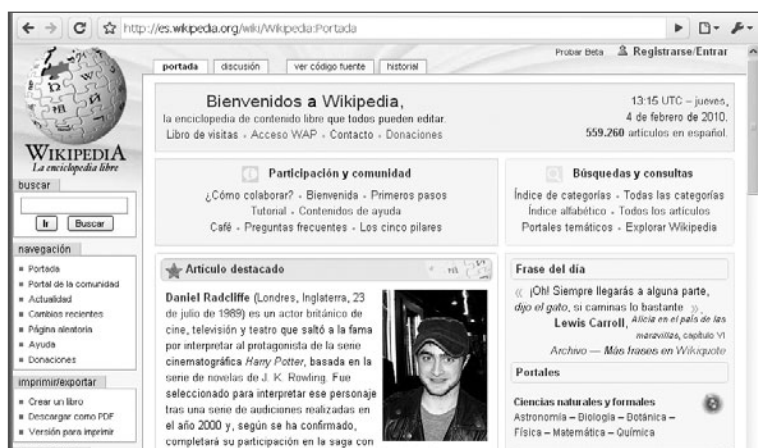 http://es.wikipedia.org/wiki/Wikipedia:Portada
Probar Beta Registrarse/Entrar
portada discusión ver código fuente historial
WIKIPEDIA
La enciclopedia libre
buscar
Ir Buscar
navegación
Portada
Portal de la comunidad
Actualidad
Cambios recientes
Página aleatoria
Ayuda
Donaciones
imprimir/exportar
Crear un libro
Descargar como PDF
Versión para imprimir
Bienvenidos a Wikipedia,
la enciclopedia de contenido libre que todos pueden editar.
Libro de visitas · Acceso WAP · Contacto · Donaciones
13:15 UTC – jueves,
4 de febrero de 2010.
559.260 artículos en español.
Participación y comunidad
¿Cómo colaborar? · Bienvenida · Primeros pasos
Tutorial · Contenidos de ayuda
Café · Preguntas frecuentes · Los cinco pilares
Búsquedas y consultas
Índice de categorías · Todas las categorías
Índice alfabético · Todos los artículos
Portales temáticos · Explorar Wikipedia
Artículo destacado
Daniel Radcliffe (Londres, Inglaterra, 23
de julio de 1989) es un actor británico de
cine, televisión y teatro que saltó a la fama
por interpretar al protagonista de la serie
cinematográfica Harry Potter, basada en la
serie de novelas de J. K. Rowling. Fue
seleccionado para interpretar ese personaje
tras una serie de audiciones realizadas en
el año 2000 y, según se ha confirmado,
completará su participación en la saga con
Frase del día
« ¡Oh! Siempre llegarás a alguna parte,
dijo el gato, si caminas lo bastante »,
Lewis Carroll, Alicia en el país de las
maravillas, capítulo VI
Archivo — Más frases en Wikiquote
Portales
Ciencias naturales y formales
Astronomía – Biología – Botánica –
Física – Matemática – Química